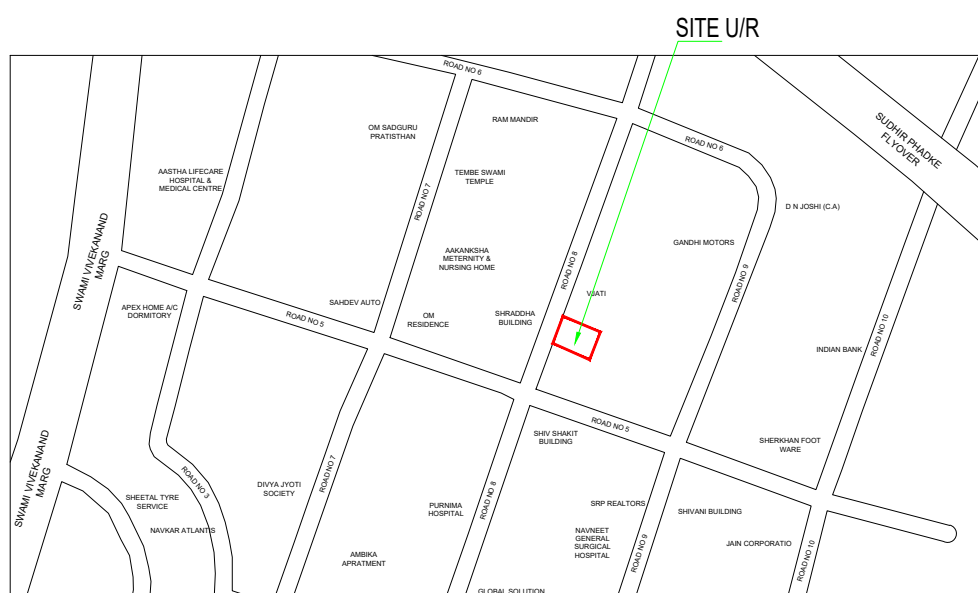 SITE U/R
ROAD NO 6
OM SADGURU
PRATISTHAN
RAM MANDIR
SUDHIR PHADKE
FLYOVER
ROAD NO 6
AASTHA LIFECARE
HOSPITAL &
MEDICAL CENTRE
TEMBE SWAMI
TEMPLE
ROAD NO 7
D N JOSHI (C.A)
SWAMI VIVEKANAND
MARG
AAKANKSHA
METERNITY &
NURSING HOME
GANDHI MOTORS
ROAD NO 8
ROAD NO 9
VJATI
APEX HOME A/C
DORMITORY
SAHDEV AUTO
ROAD NO 5
OM
RESIDENCE
SHRADDHA
BUILDING
ROAD NO 10
INDIAN BANK
ROAD NO 5
SHIV SHAKIT
BUILDING
SHERKHAN FOOT
WARE
SWAMI VIVEKANAND
MARG
ROAD NO 3
DIVYA JYOTI
SOCIETY
ROAD NO 7
SHEETAL TYRE
SERVICE
NAVKAR ATLANTIS
PURNIMA
HOSPITAL
ROAD NO 8
SRP REALTORS
SHIVANI BUILDING
NAVNEET
GENERAL
SURGICAL
HOSPITAL
ROAD NO 9
JAIN CORPORATIO
ROAD NO 10
AMBIKA
APRATMENT
GLOBAL SOLUTION